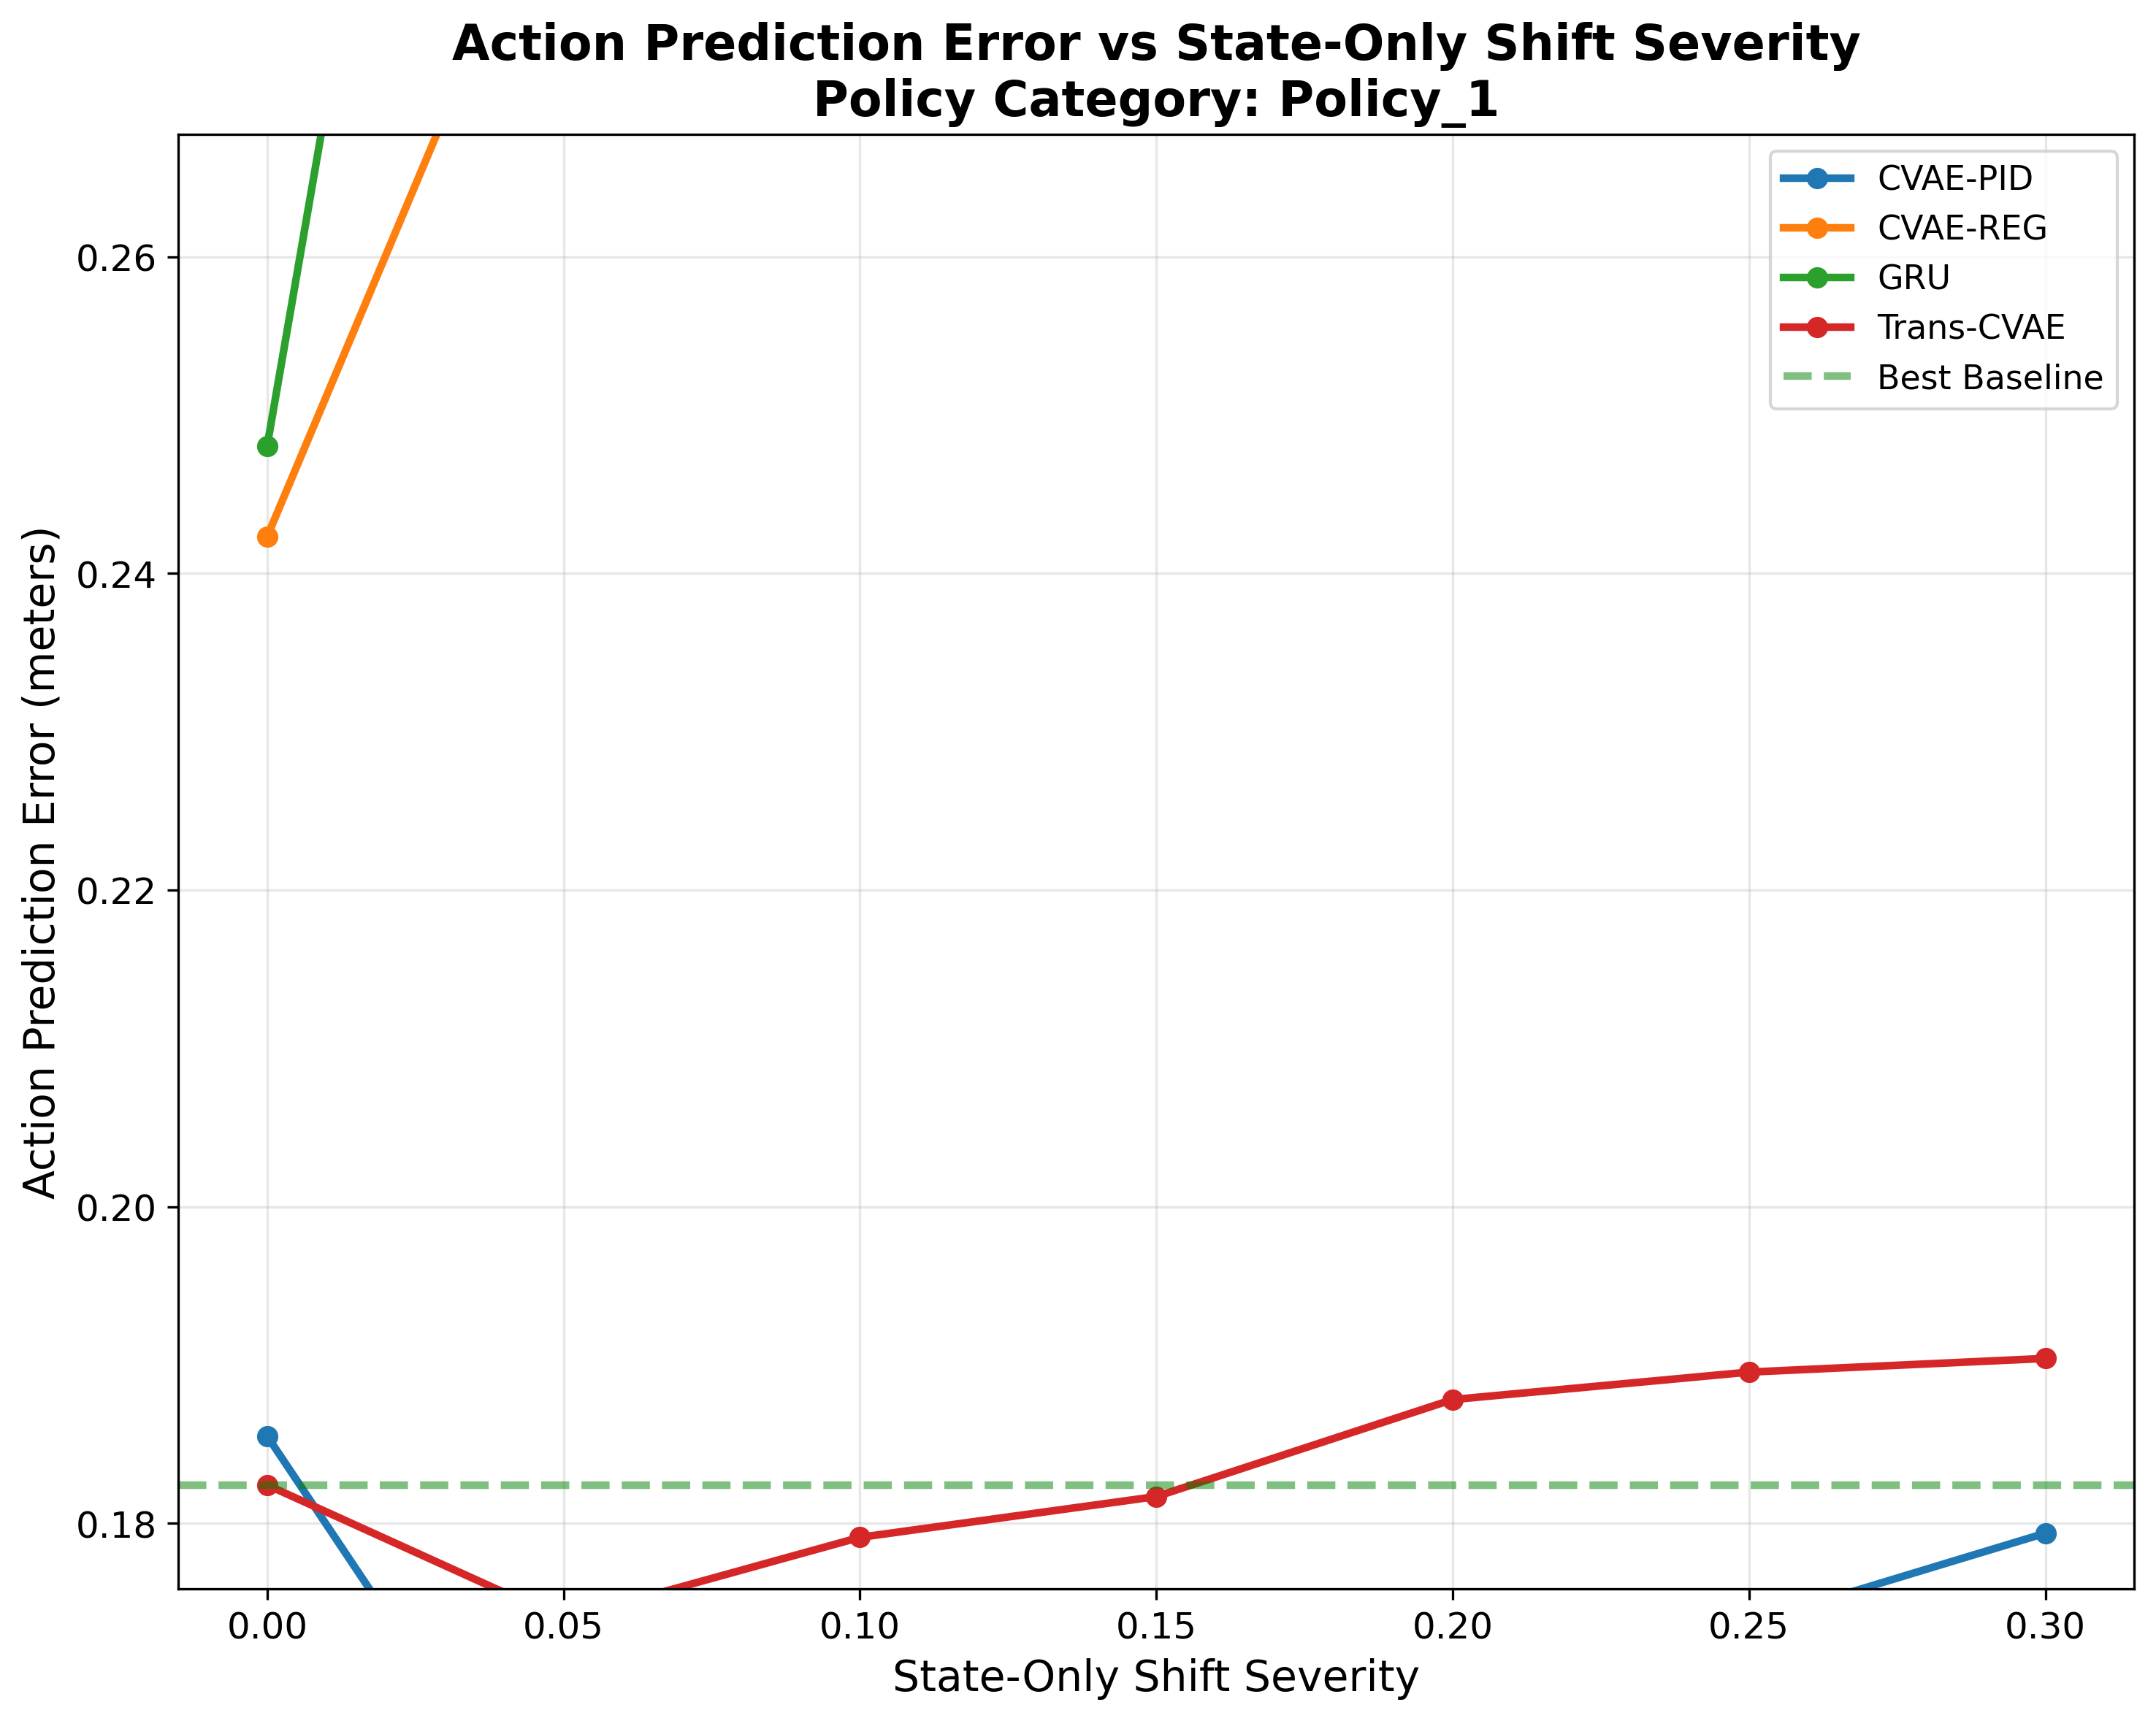 Action Prediction Error vs State-Only Shift Severity
Policy Category: Policy_1
CVAE-PID
CVAE-REG
GRU
Trans-CVAE
Best Baseline
Action Prediction Error (meters)
0.26
0.24
0.22
0.20
0.18
0.00 0.05 0.10 0.15 0.20 0.25 0.30
State-Only Shift Severity